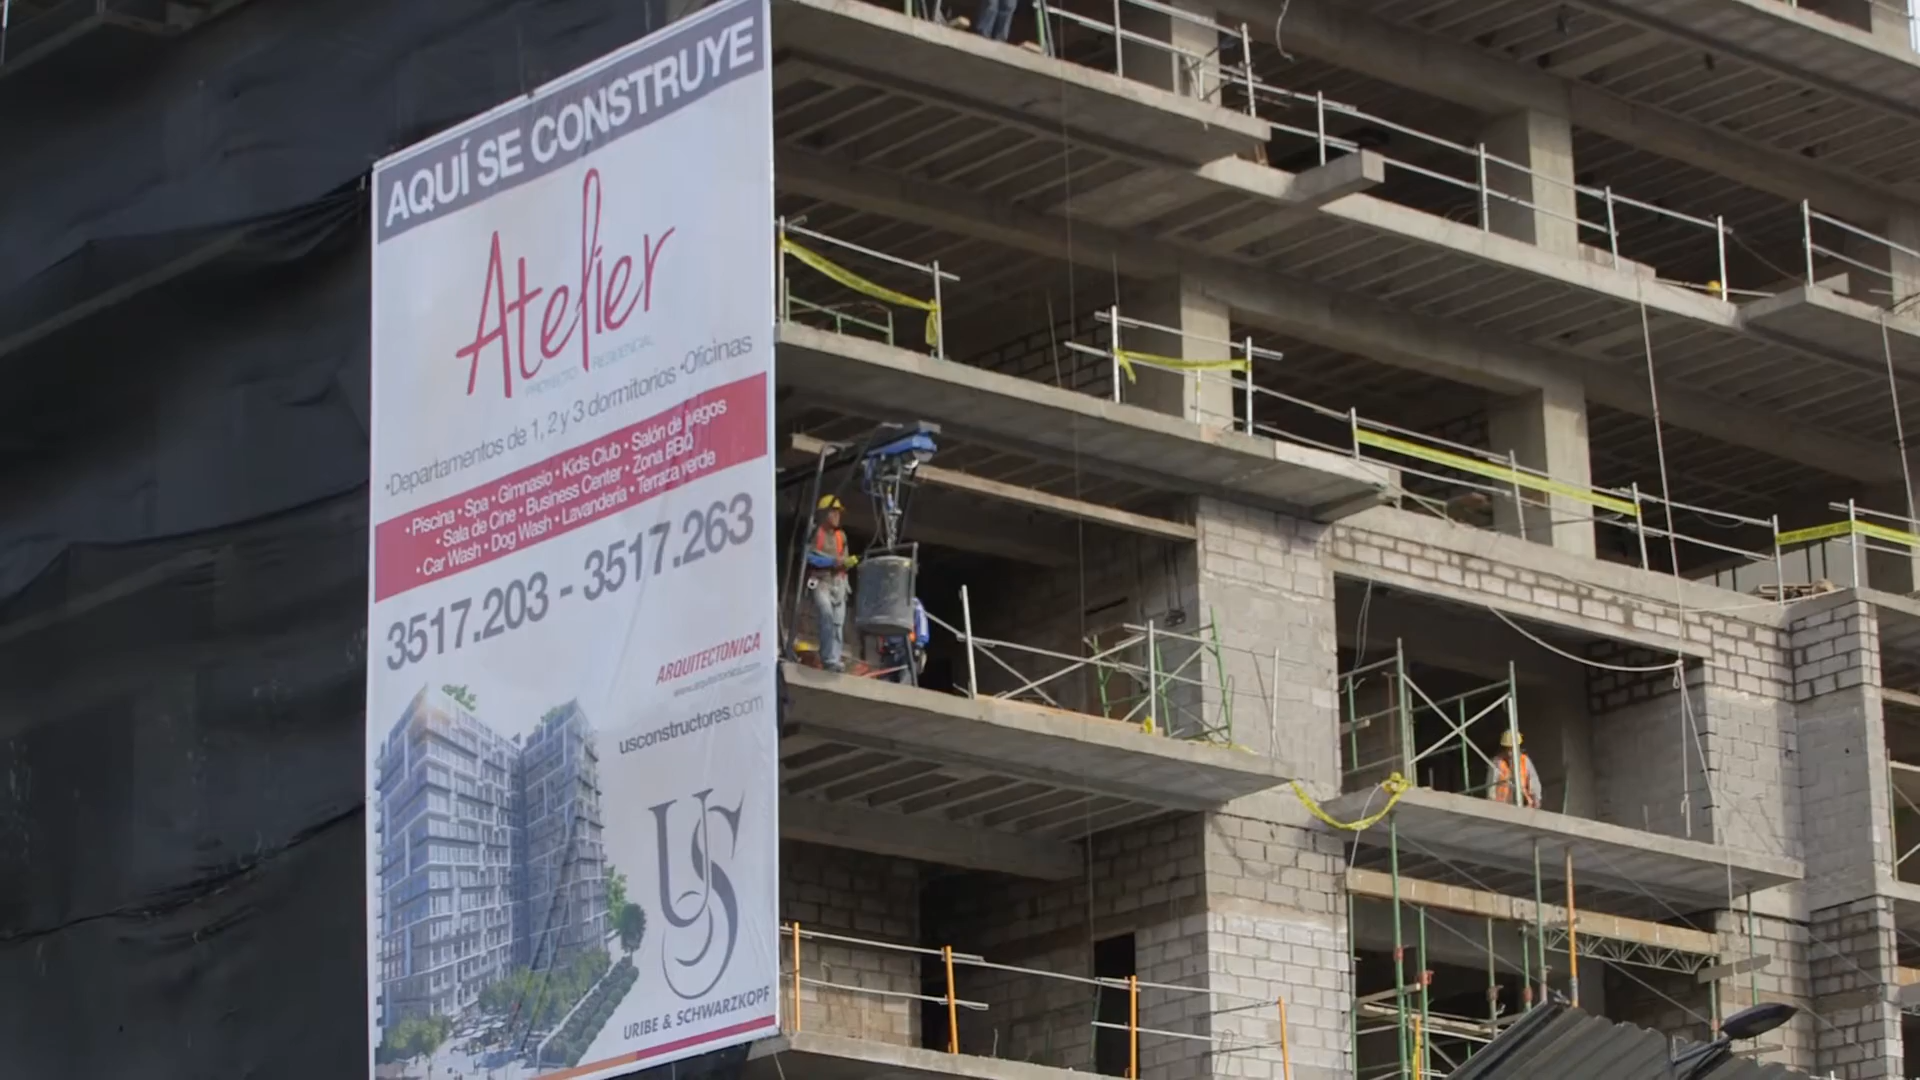 AQUÍ SE CONSTRUYE
Atelier
PROYECTO RESIDENCIAL
•Departamentos de 1, 2 y 3 dormitorios •Oficinas
• Piscina • Spa • Gimnasio • Kids Club • Salón de juegos
• Sala de Cine • Business Center • Zona BBQ
• Car Wash • Dog Wash • Lavandería • Terraza verde
3517.203 - 3517.263
ARQUITECTONICA
www.arquitectonica.com
usconstructores.com
US
URIBE & SCHWARZKOPF